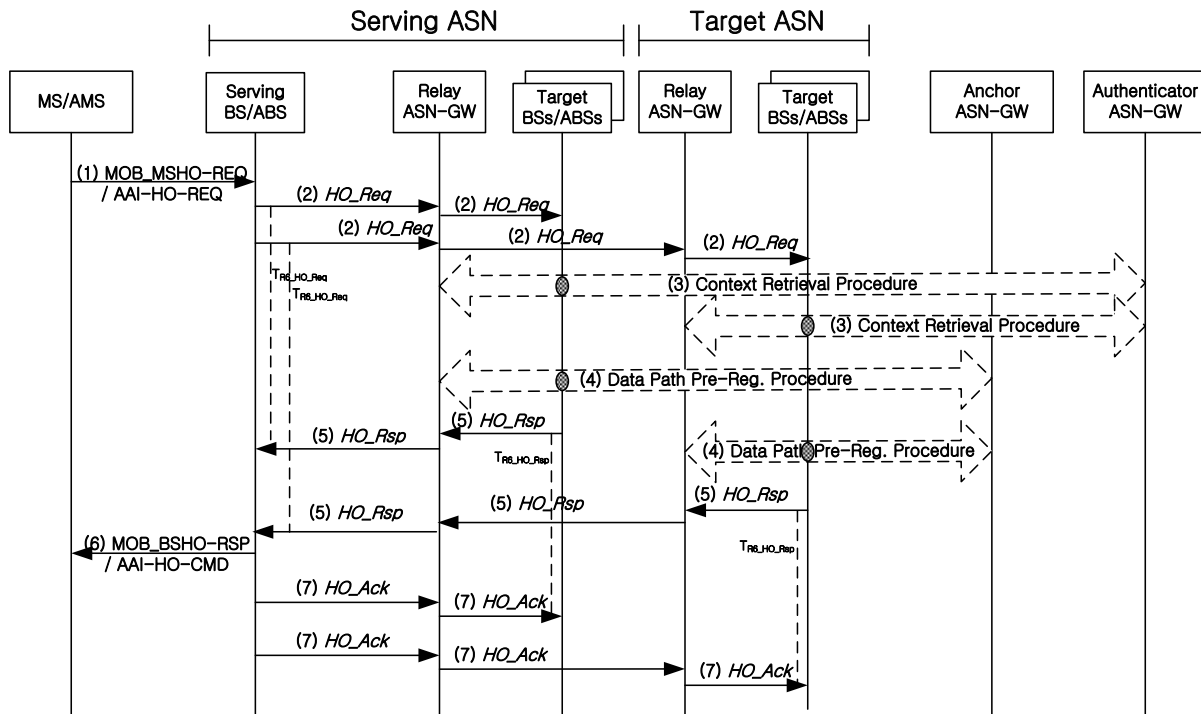 Serving ASN
Target ASN
MS/AMS
Serving
BS/ABS
Relay
ASN-GW
Target
BSs/ABSs
Relay
ASN-GW
Target
BSs/ABSs
Anchor
ASN-GW
Authenticator
ASN-GW
(1) MOB_MSHO-REQ
/ AAI-HO-REQ
(2) HO_Req
(2) HO_Req
(2) HO_Req
(2) HO_Req
(2) HO_Req
TR6_HO_Req
TR6_HO_Req
(3) Context Retrieval Procedure
(3) Context Retrieval Procedure
(4) Data Path Pre-Reg. Procedure
(5) HO_Rsp
(5) HO_Rsp
TR6_HO_Rsp
(4) Data Path Pre-Reg. Procedure
(5) HO_Rsp
(5) HO_Rsp
(5) HO_Rsp
(6) MOB_BSHO-RSP
/ AAI-HO-CMD
TR6_HO_Rsp
(7) HO_Ack
(7) HO_Ack
(7) HO_Ack
(7) HO_Ack
(7) HO_Ack